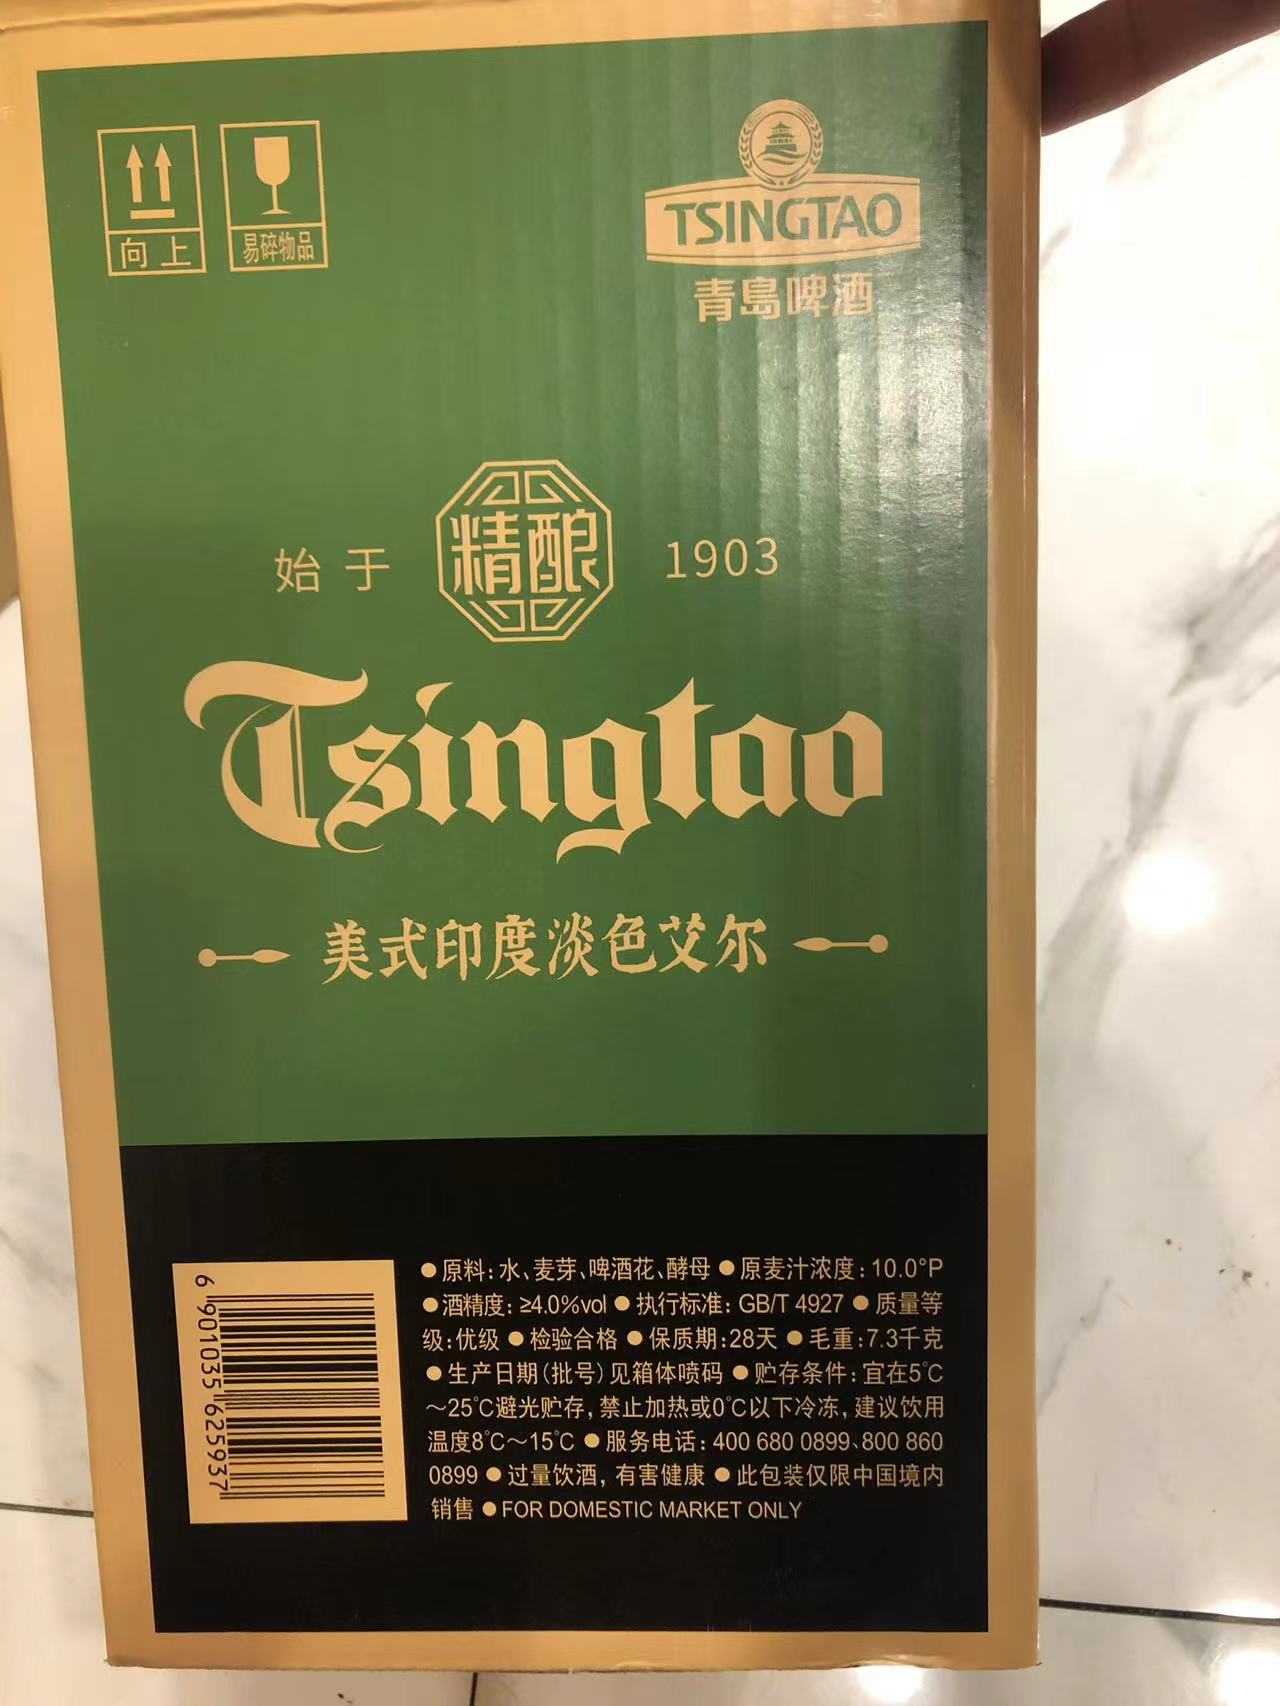 向上
易碎物品
TSINGTAO
青島啤酒
始于 精酿 1903
Tsingtao
美式印度淡色艾尔
6 901035 625937
●原料:水、麦芽、啤酒花、酵母 ●原麦汁浓度:10.0°P
●酒精度:≥4.0%vol ●执行标准: GB/T 4927 ●质量等
级:优级 ●检验合格 ●保质期:28天 ●毛重:7.3千克
●生产日期(批号)见箱体喷码 ●贮存条件:宜在5℃
～25℃避光贮存,禁止加热或0℃以下冷冻,建议饮用
温度8℃～15℃ ●服务电话:400 680 0899、800 860
0899 ●过量饮酒,有害健康 ●此包装仅限中国境内
销售 ●FOR DOMESTIC MARKET ONLY